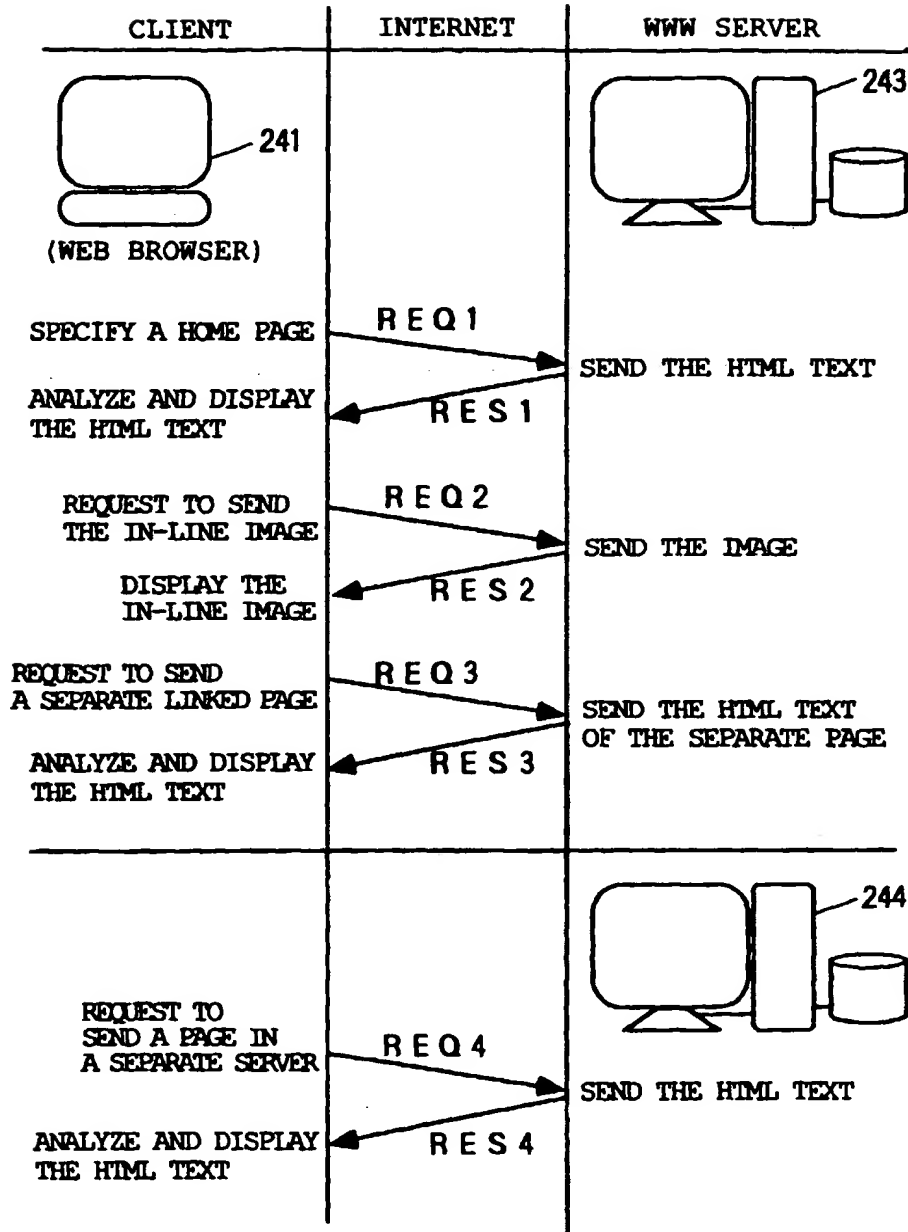 CLIENT INTERNET WWW SERVER
243
241
(WEB BROWSER)
REQ1
SPECIFY A HOME PAGE
SEND THE HTML TEXT
ANALYZE AND DISPLAY
THE HTML TEXT
RES1
REQUEST TO SEND
THE IN-LINE IMAGE
REQ2
SEND THE IMAGE
DISPLAY THE
IN-LINE IMAGE
RES2
REQUEST TO SEND
A SEPARATE LINKED PAGE
REQ3
SEND THE HTML TEXT
OF THE SEPARATE PAGE
ANALYZE AND DISPLAY
THE HTML TEXT
RES3
244
REQUEST TO
SEND A PAGE IN
A SEPARATE SERVER
REQ4
SEND THE HTML TEXT
ANALYZE AND DISPLAY
THE HTML TEXT
RES4